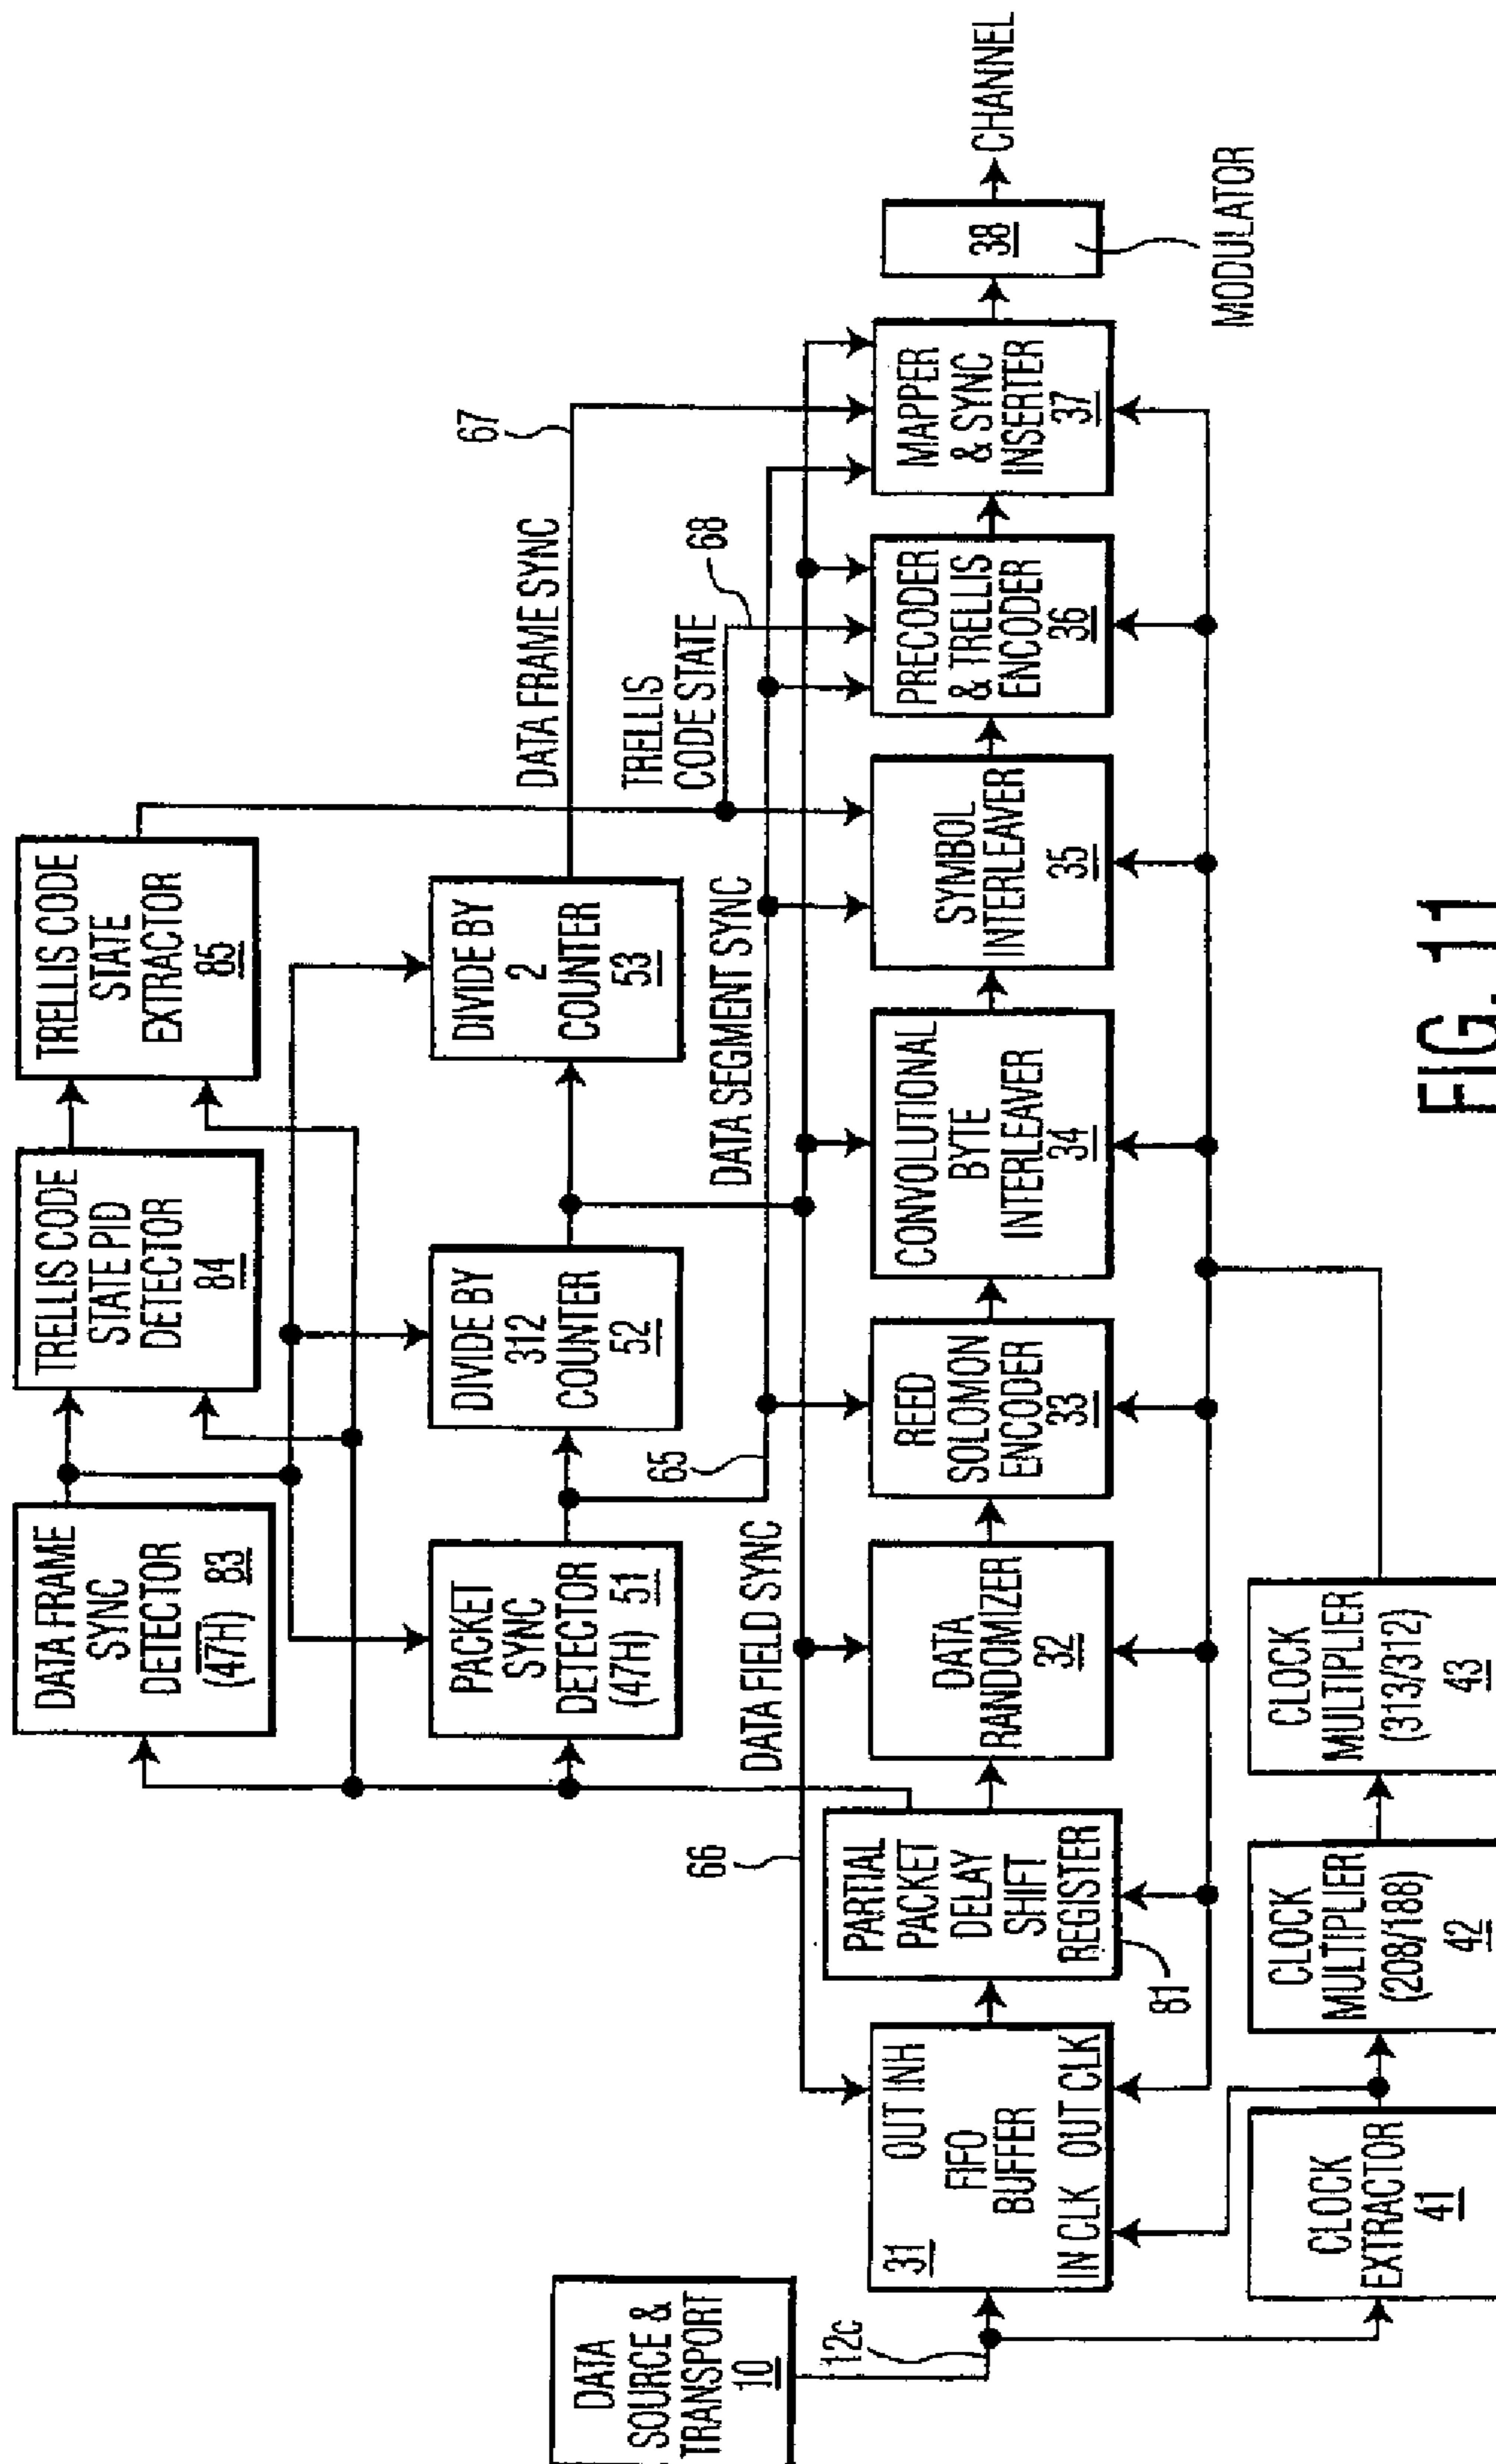 DATA FRAME
SYNC
DETECTOR
(47H) 83
TRELLIS CODE
STATE PID
DETECTOR
84
TRELLIS CODE
STATE
EXTRACTOR
85
PACKET
SYNC
DETECTOR
(47H) 51
DIVIDE BY
312
COUNTER
52
DIVIDE BY
2
COUNTER
53
DATA FRAME SYNC
67
TRELLIS
CODE STATE
68
DATA SEGMENT SYNC
65
DATA FIELD SYNC
66
DATA
SOURCE &
TRANSPORT
10
12c
31
OUT INH
FIFO
BUFFER
IN CLK OUT CLK
PARTIAL
PACKET
DELAY
SHIFT
REGISTER
81
DATA
RANDOMIZER
32
REED
SOLOMON
ENCODER
33
CONVOLUTIONAL
BYTE
INTERLEAVER
34
SYMBOL
INTERLEAVER
35
PRECODER
& TRELLIS
ENCODER
36
MAPPER
& SYNC
INSERTER
37
38
CHANNEL
MODULATOR
CLOCK
EXTRACTOR
41
CLOCK
MULTIPLIER
(208/188)
42
CLOCK
MULTIPLIER
(313/312)
43
FIG. 11